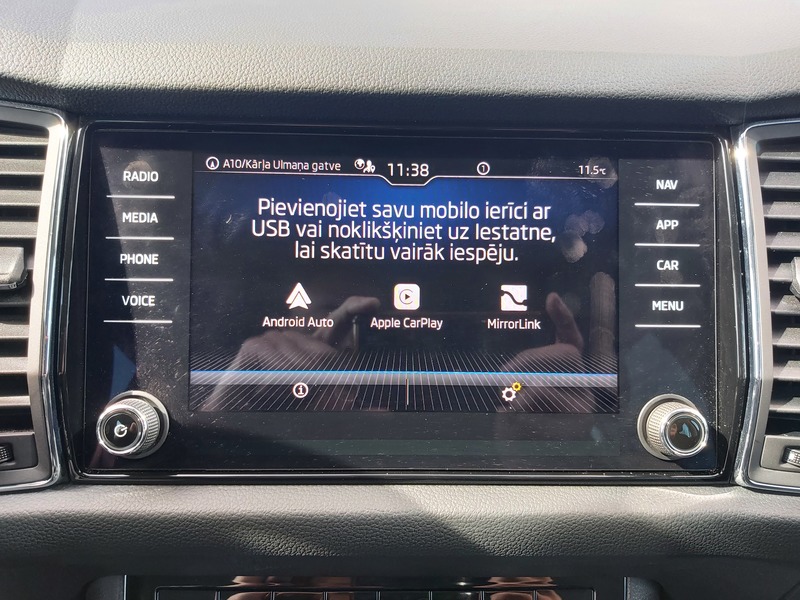 A10/Kārļa Ulmaņa gatve 11:38 1 11.5°C
Pievienojiet savu mobilo ierīci ar
USB vai noklikšķiniet uz Iestatne,
lai skatītu vairāk iespēju.
Android Auto Apple CarPlay MirrorLink
RADIO
MEDIA
PHONE
VOICE
NAV
APP
CAR
MENU